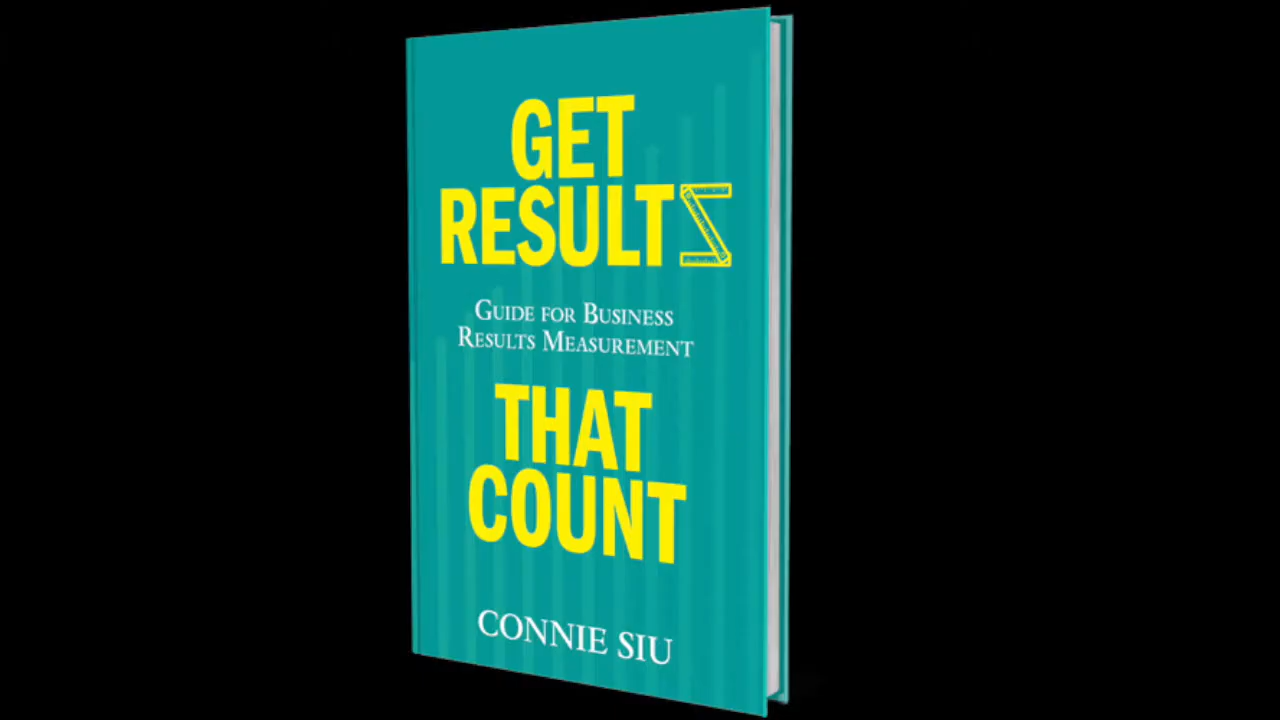 GET
RESULTS
GUIDE FOR BUSINESS
RESULTS MEASUREMENT
THAT
COUNT
CONNIE SIU